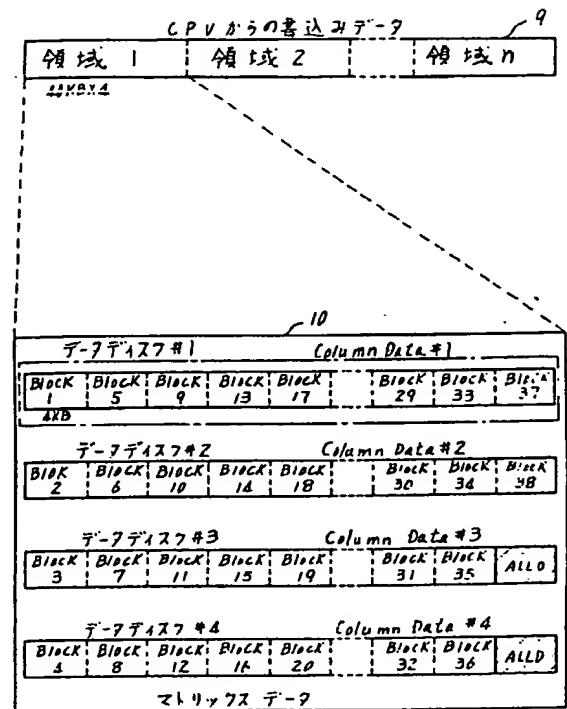 CPUからの書込みデータ
9
領域 1 領域 2 領域 n
10
データディスク#1 Column Data #1
Block 1 Block 5 Block 9 Block 13 Block 17 Block 29 Block 33 Block 37
4KB
データディスク#2 Column Data #2
Blok 2 Block 6 Block 10 Block 14 Block 18 Block 30 Block 34 Block 38
データディスク#3 Column Data #3
Block 3 Block 7 Block 11 Block 15 Block 19 Block 31 Block 35 ALL0
データディスク#4 Column Data #4
Block 4 Block 8 Block 12 Block 16 Block 20 Block 32 Block 36 ALL0
マトリックス データ